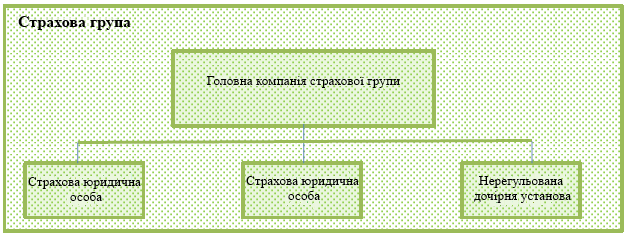 Страхова група
Головна компанія страхової групи
Страхова юридична
особа
Страхова юридична
особа
Нерегульована
дочірня установа